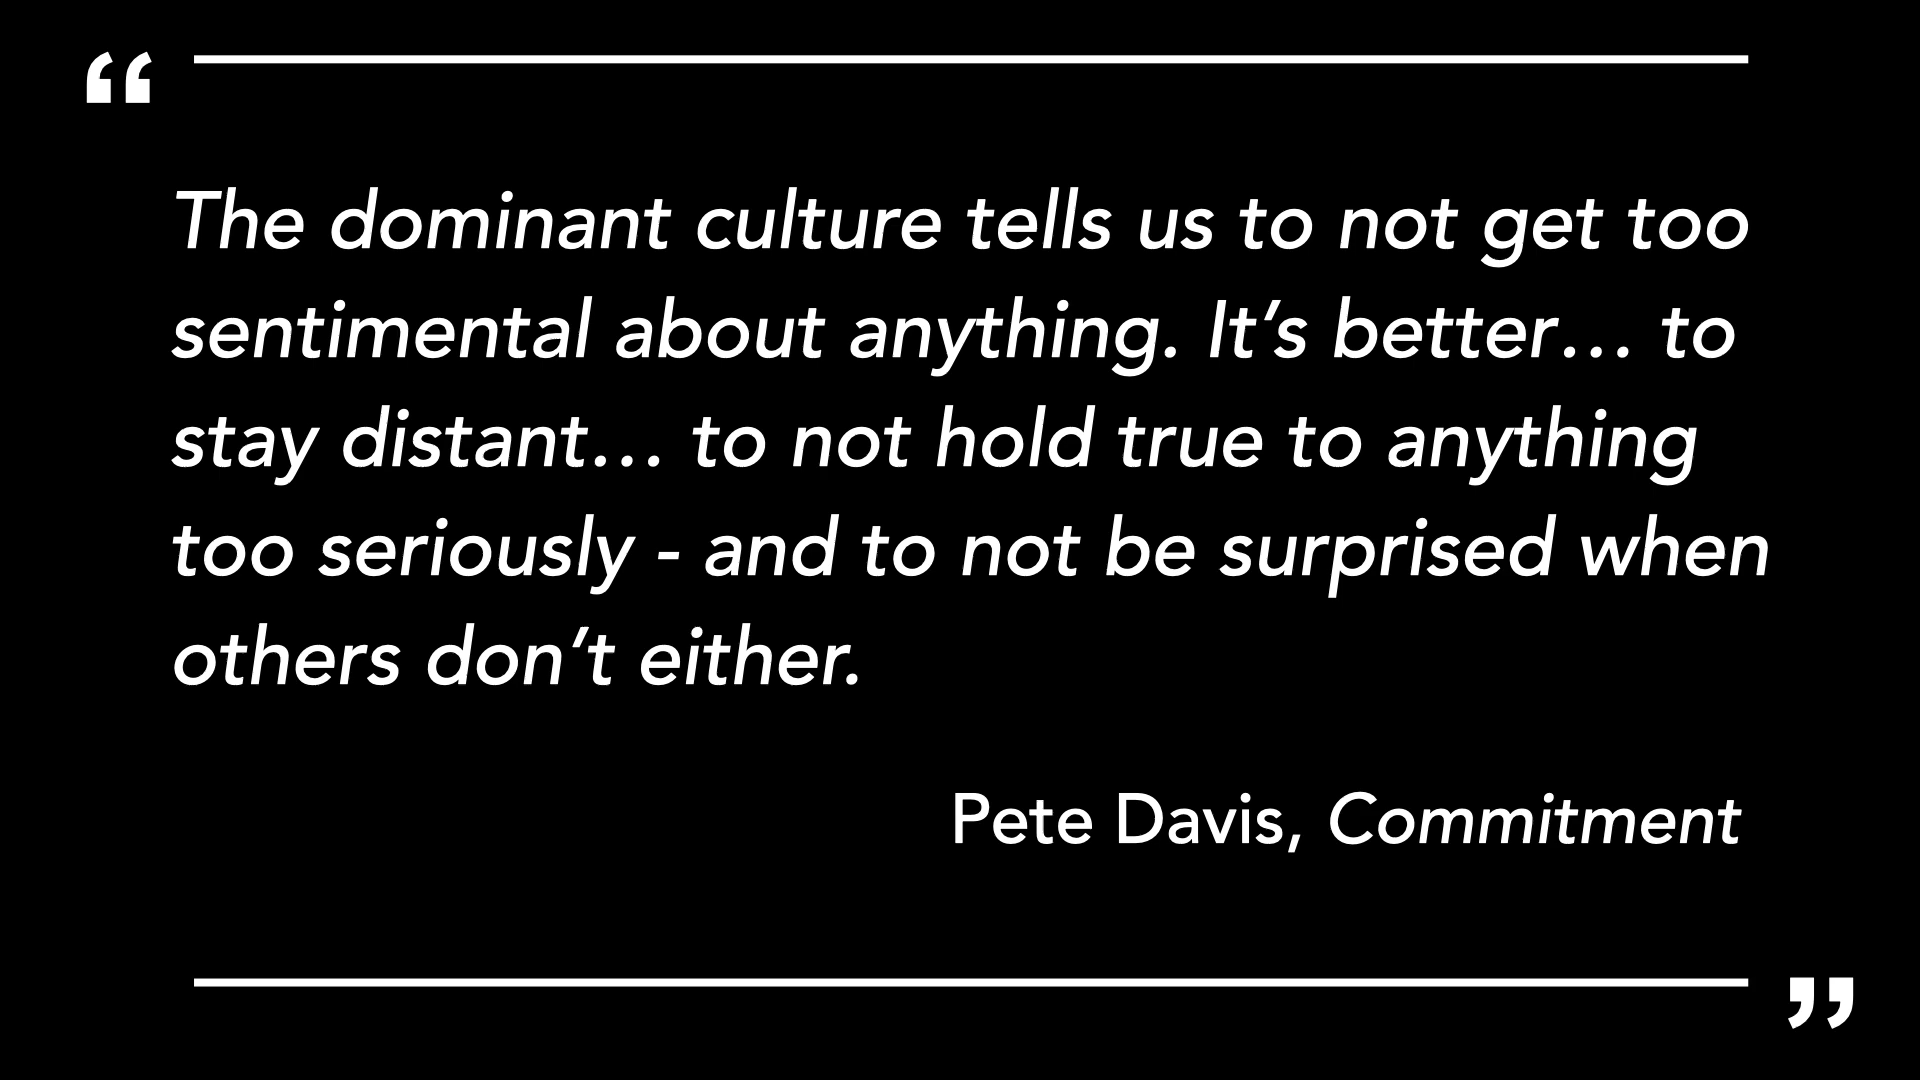 “
The dominant culture tells us to not get too
sentimental about anything. It’s better… to
stay distant… to not hold true to anything
too seriously - and to not be surprised when
others don’t either.
Pete Davis, Commitment
”